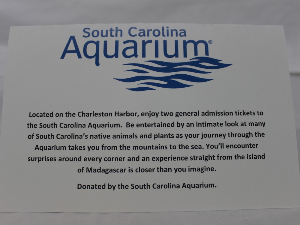 South Carolina
Aquarium
Located on the Charleston Harbor, enjoy two general admission tickets to
the South Carolina Aquarium. Be entertained by an intimate look at many
of South Carolina's native animals and plants as your journey through the
Aquarium takes you from the mountains to the sea. You'll encounter
surprises around every corner and an experience straight from the Island
of Madagascar is closer than you imagine.
Donated by the South Carolina Aquarium.